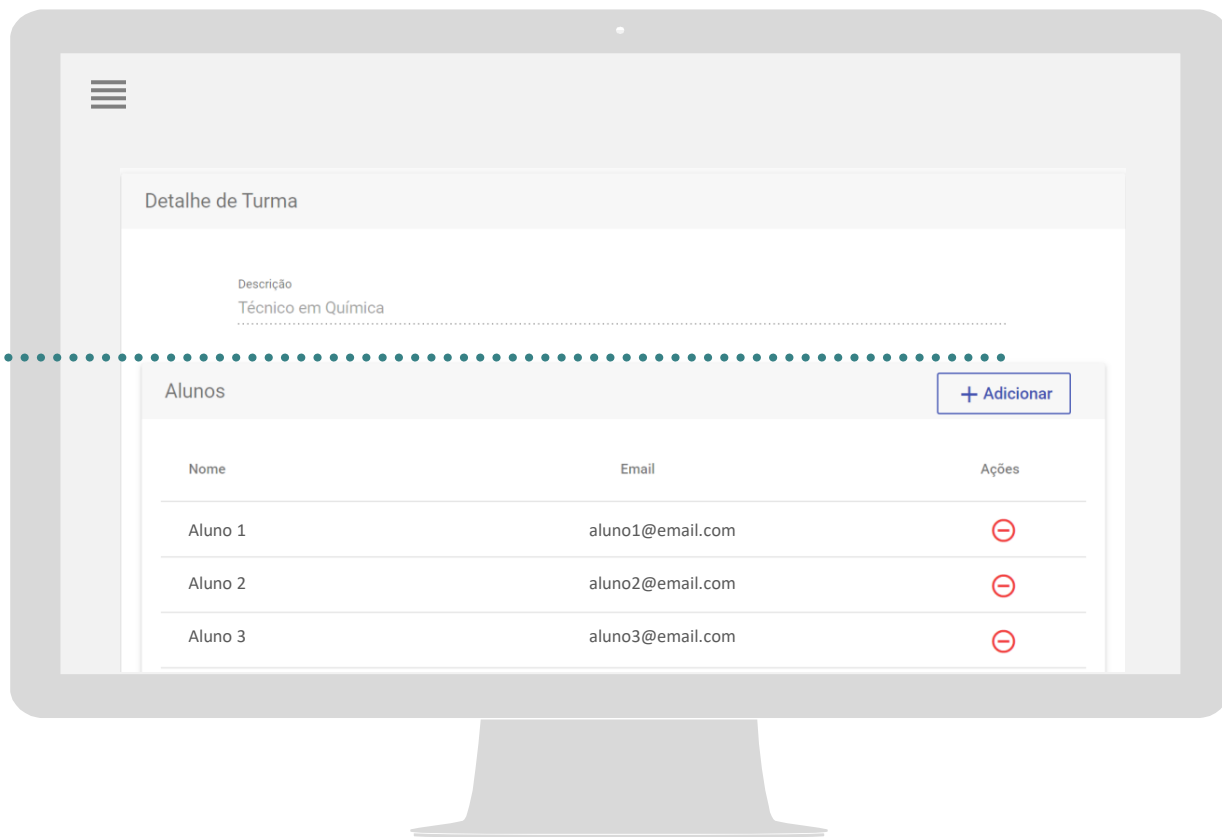 Detalhe de Turma
Descrição
Técnico em Química
Alunos
+ Adicionar
Nome Email Ações
Aluno 1 aluno1@email.com
Aluno 2 aluno2@email.com
Aluno 3 aluno3@email.com